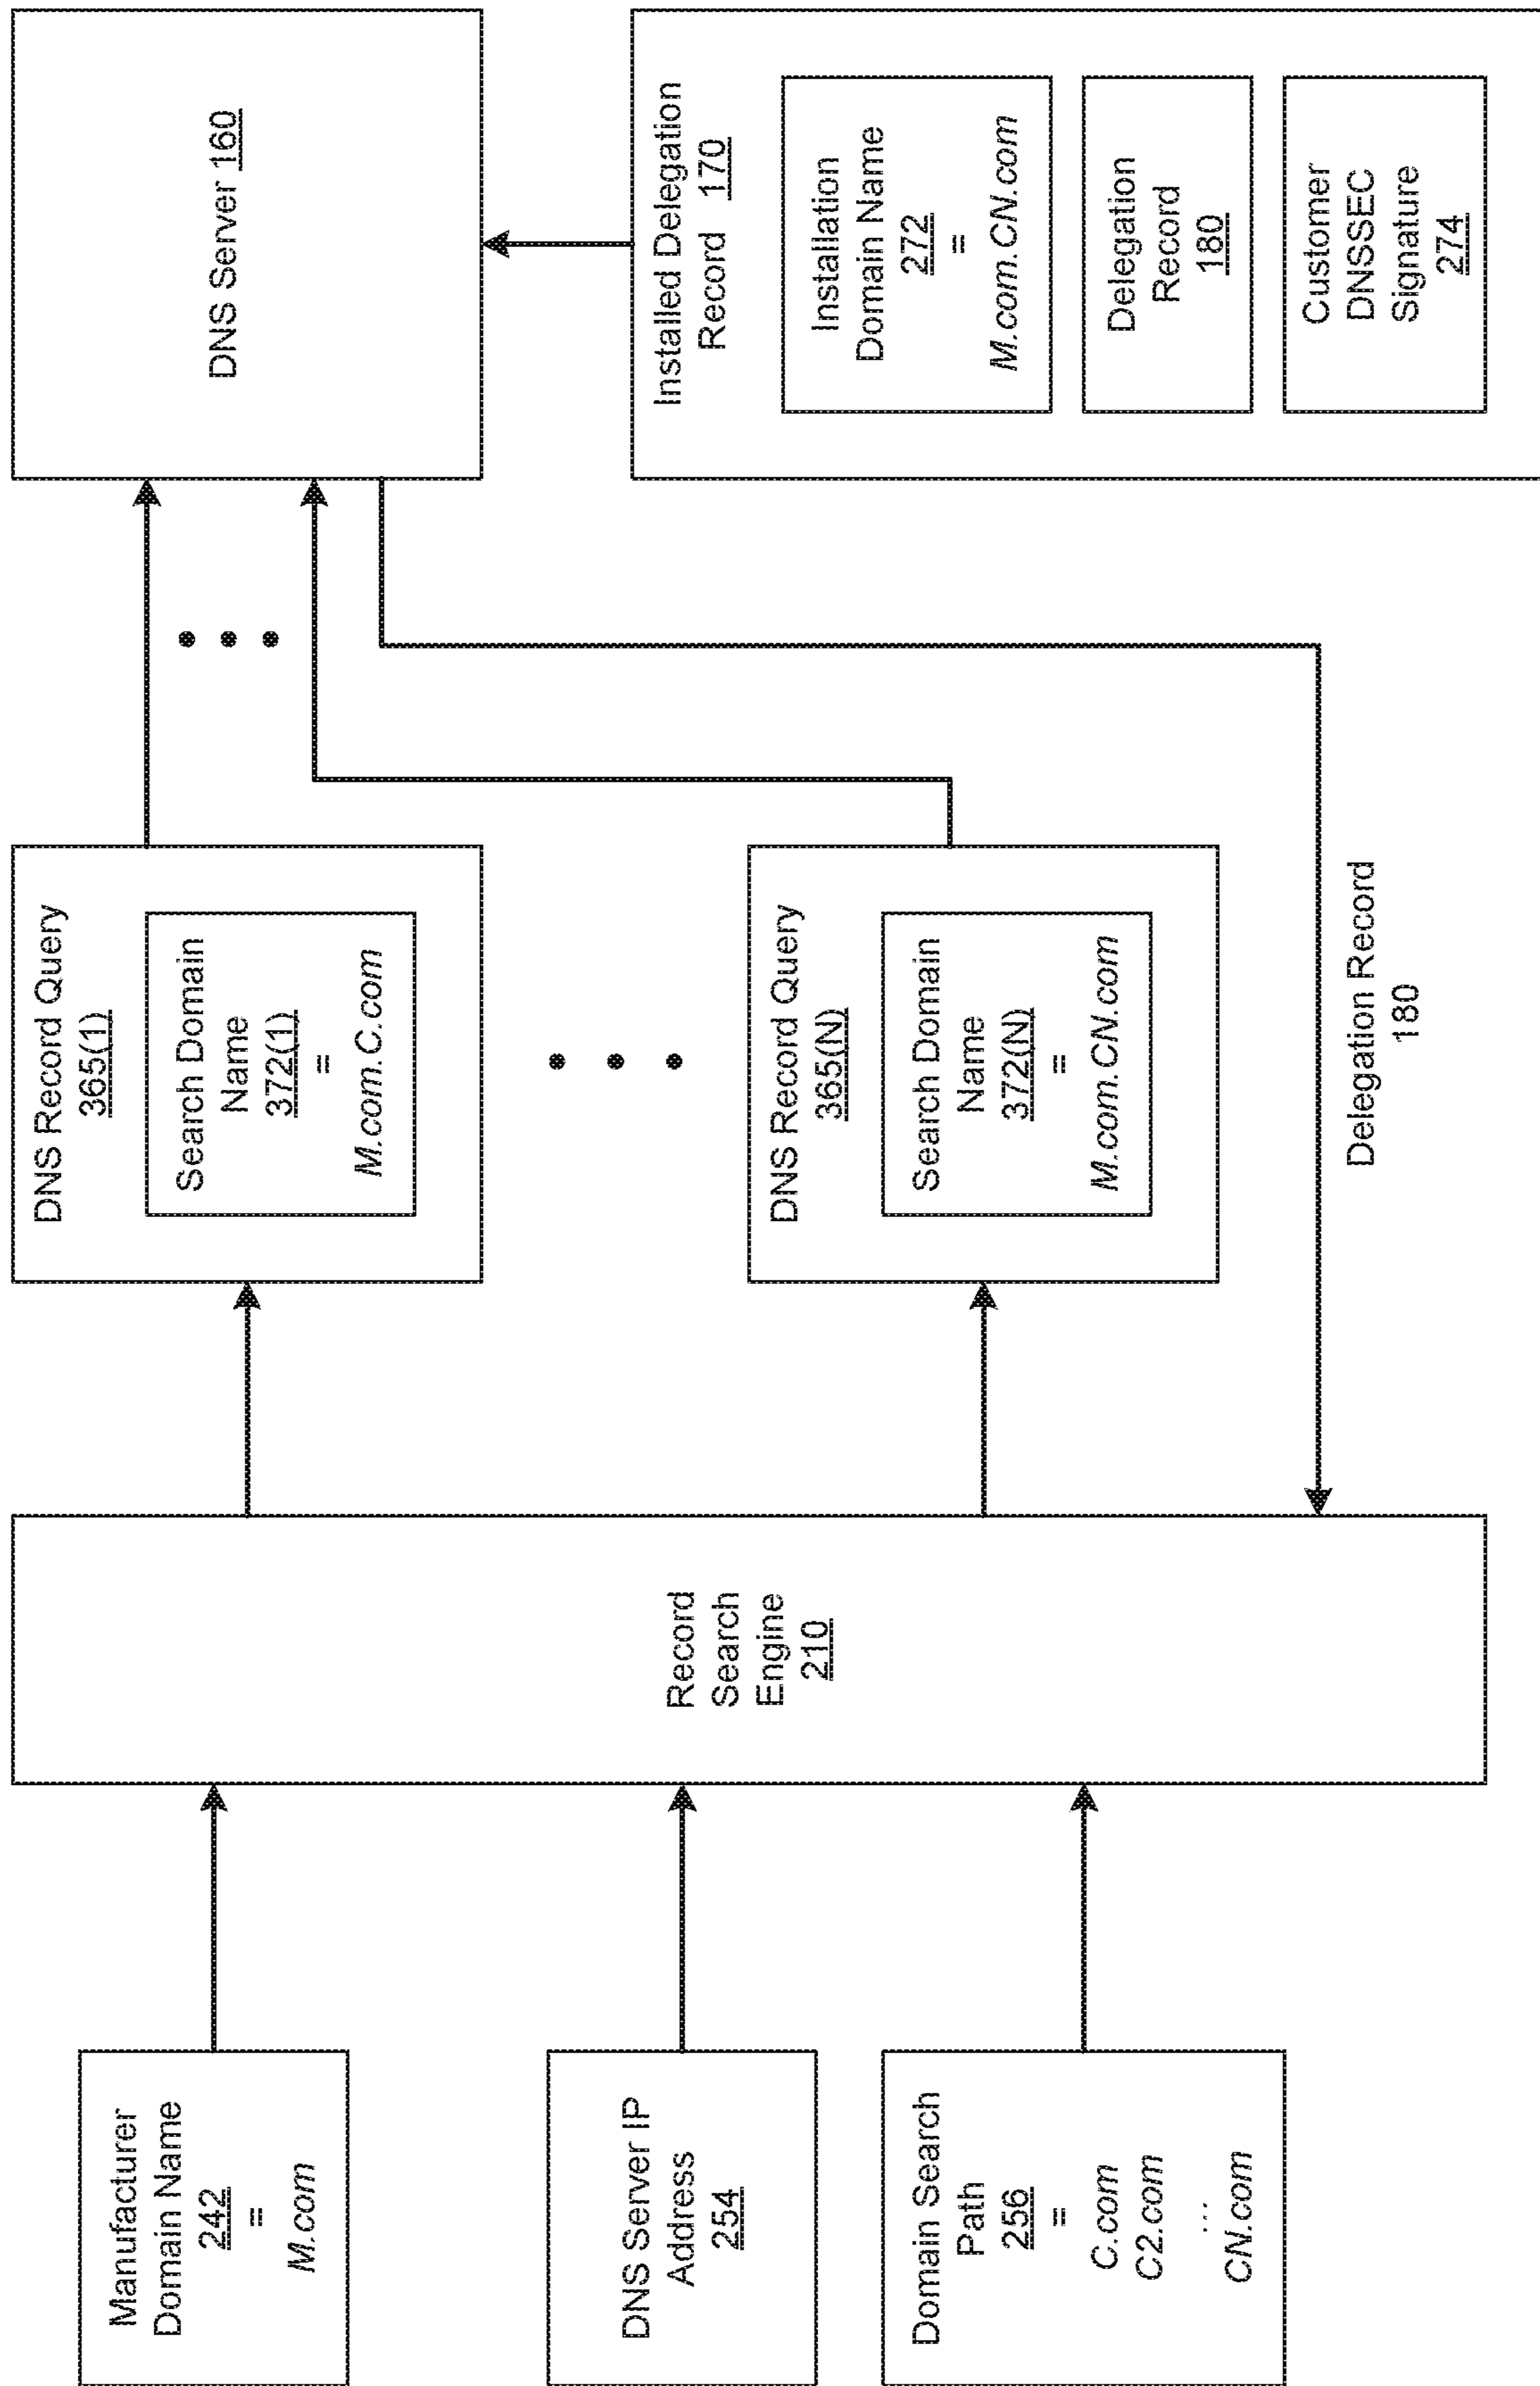 Manufacturer
Domain Name
242
=
M.com
DNS Server IP
Address
254
Domain Search
Path
256
=
C.com
C2.com
...
CN.com
Record
Search
Engine
210
DNS Record Query
365(1)
Search Domain
Name
372(1)
=
M.com.C.com
DNS Record Query
365(N)
Search Domain
Name
372(N)
=
M.com.CN.com
Delegation Record
180
DNS Server 160
Installed Delegation
Record 170
Installation
Domain Name
272
=
M.com.CN.com
Delegation
Record
180
Customer
DNSSEC
Signature
274